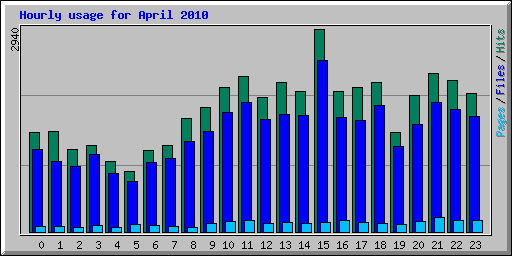 Hourly usage for April 2010
2940
Pages/Files/Hits
0 1 2 3 4 5 6 7 8 9 10 11 12 13 14 15 16 17 18 19 20 21 22 23